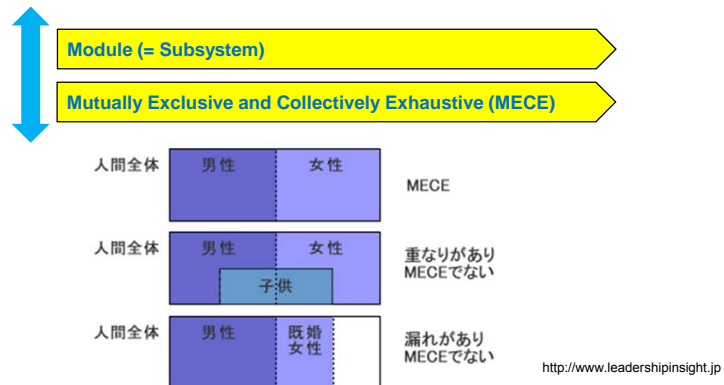 Module (= Subsystem)
Mutually Exclusive and Collectively Exhaustive (MECE)
人間全体 男性 女性 MECE
人間全体 男性 女性 重なりがあり
子供 MECEでない
人間全体 男性 既婚 漏れがあり
女性 MECEでない
http://www.leadershipinsight.jp